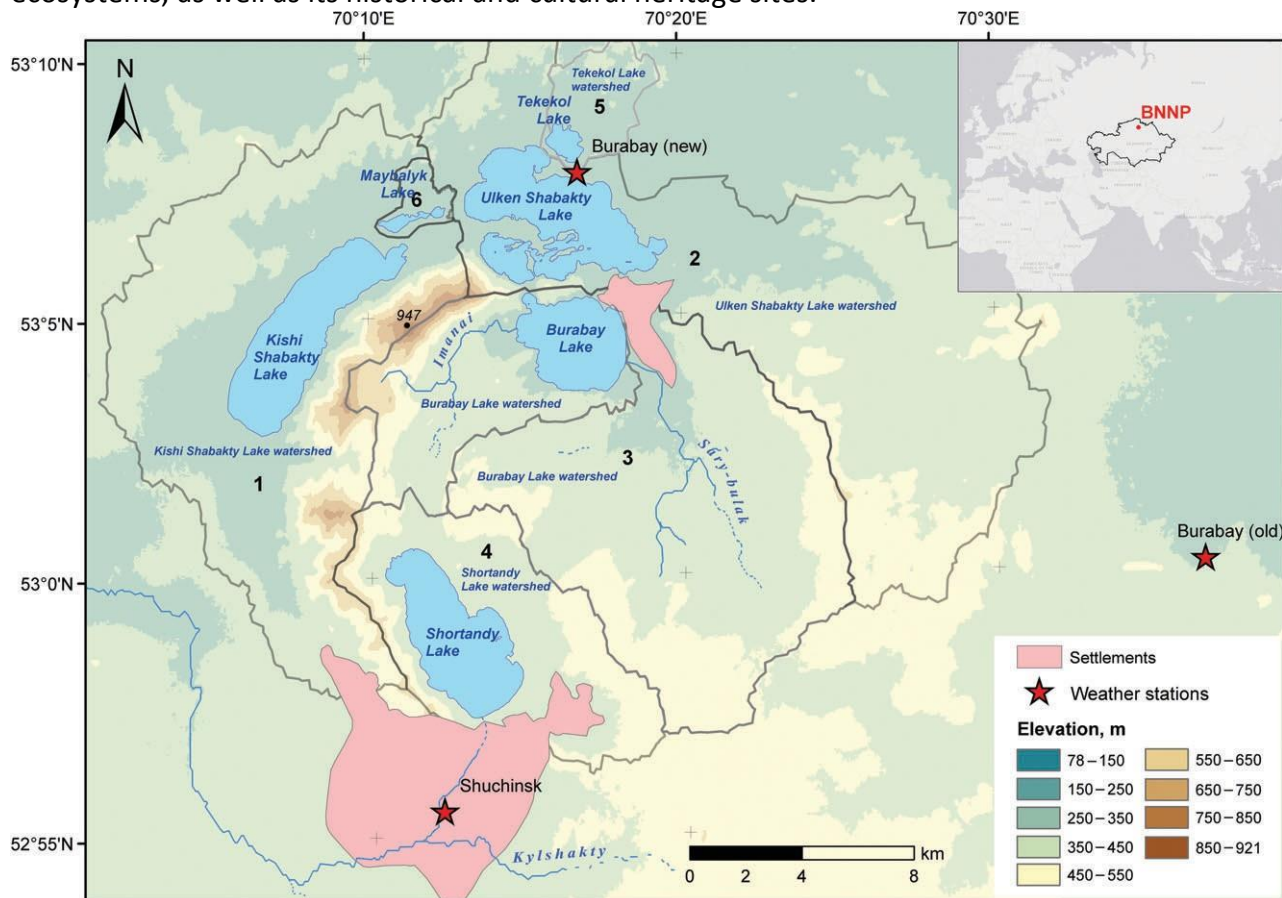 ecosystems, as well as its historical and cultural heritage sites.
70°10'E
70°20'E
70°30'E
53°10'N
53°5'N
53°0'N
52°55'N
N
BNNP
Tekekol Lake
watershed
5
Tekekol
Lake
Burabay (new)
Maybalyk
Lake
6
Ulken Shabakty
Lake
2
Ulken Shabakty Lake watershed
947
Kishi
Shabakty
Lake
Imanai
Burabay
Lake
Burabay Lake watershed
Kishi Shabakty Lake watershed
1
3
Burabay Lake watershed
Sary-bulak
Burabay (old)
4
Shortandy
Lake watershed
Shortandy
Lake
Shuchinsk
Kylshakty
km
0 4 8
Settlements
Weather stations
Elevation, m
78–150
150–250
250–350
350–450
450–550
550–650
650–750
750–850
850–921